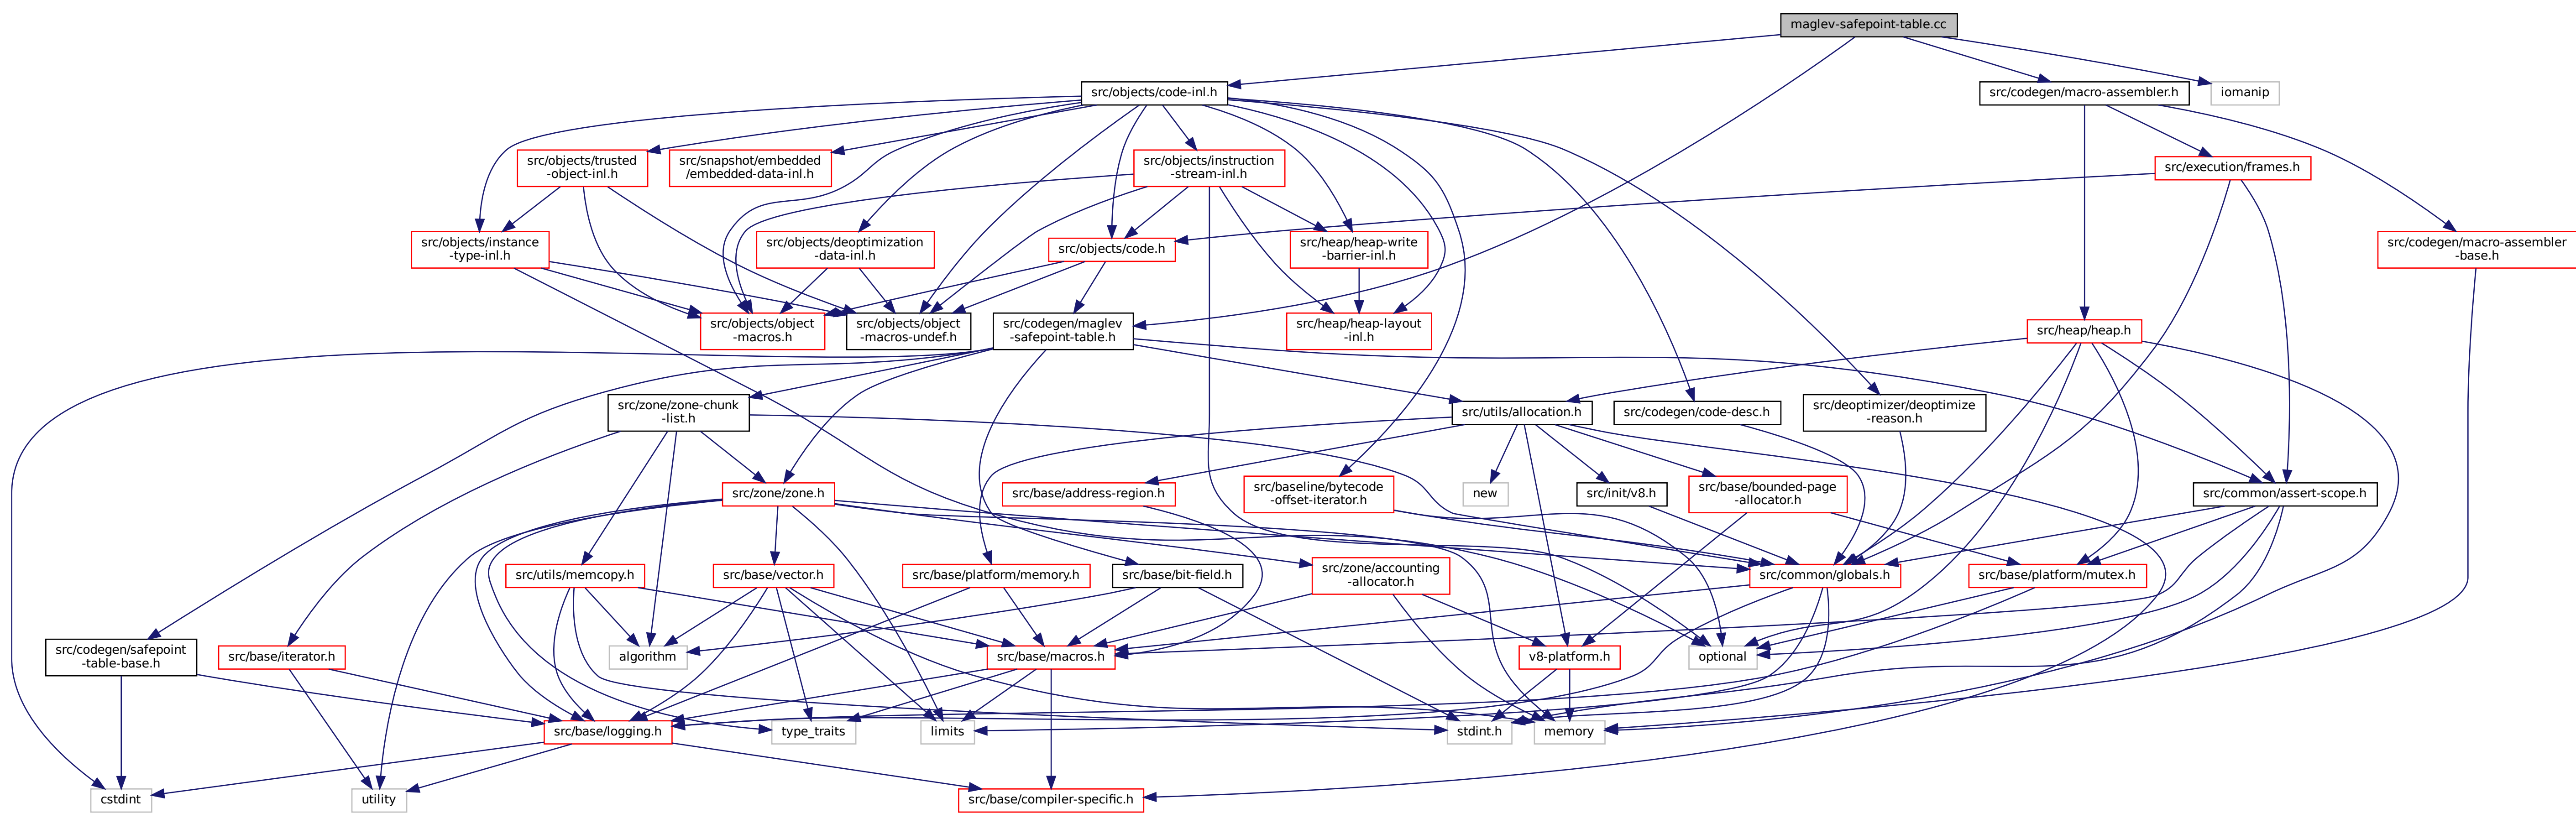 maglev-safepoint-table.cc
src/objects/code-inl.h
src/codegen/macro-assembler.h
iomanip
src/objects/trusted
-object-inl.h
src/snapshot/embedded
/embedded-data-inl.h
src/objects/instruction
-stream-inl.h
src/execution/frames.h
src/objects/instance
-type-inl.h
src/objects/deoptimization
-data-inl.h
src/objects/code.h
src/heap/heap-write
-barrier-inl.h
src/codegen/macro-assembler
-base.h
src/objects/object
-macros.h
src/objects/object
-macros-undef.h
src/codegen/maglev
-safepoint-table.h
src/heap/heap-layout
-inl.h
src/heap/heap.h
src/zone/zone-chunk
-list.h
src/utils/allocation.h
src/codegen/code-desc.h
src/deoptimizer/deoptimize
-reason.h
src/zone/zone.h
src/base/address-region.h
src/baseline/bytecode
-offset-iterator.h
new
src/init/v8.h
src/base/bounded-page
-allocator.h
src/common/assert-scope.h
src/utils/memcopy.h
src/base/vector.h
src/base/platform/memory.h
src/base/bit-field.h
src/zone/accounting
-allocator.h
src/common/globals.h
src/base/platform/mutex.h
src/codegen/safepoint
-table-base.h
src/base/iterator.h
algorithm
src/base/macros.h
v8-platform.h
optional
src/base/logging.h
type_traits
limits
stdint.h
memory
cstdint
utility
src/base/compiler-specific.h